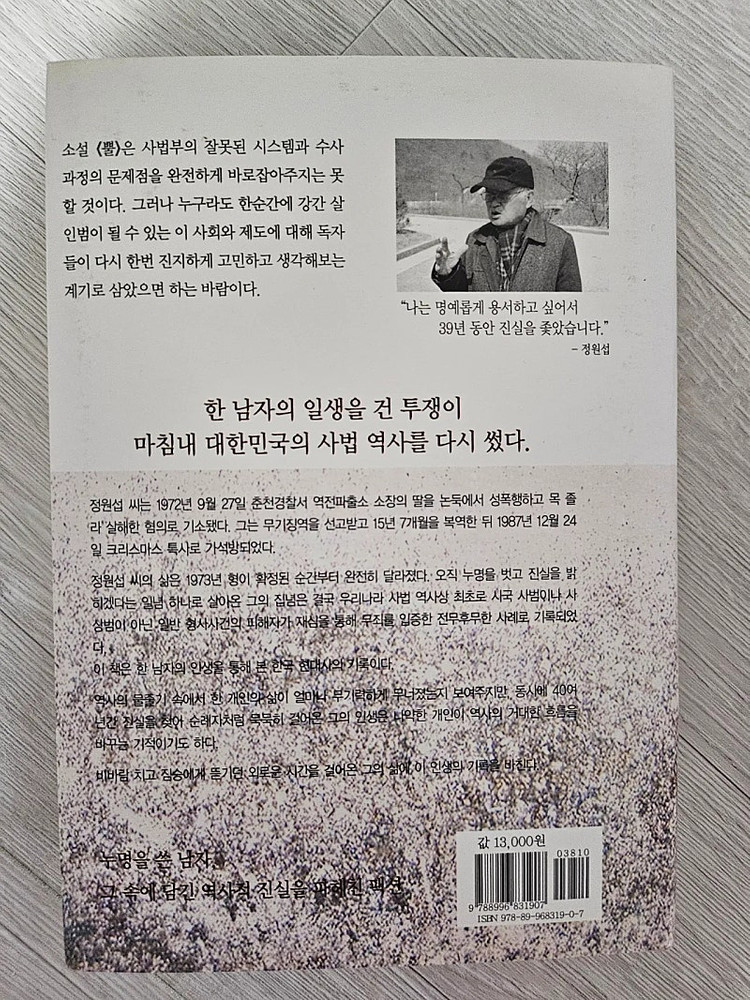 소설 《뿔》은 사법부의 잘못된 시스템과 수사
과정의 문제점을 완전하게 바로잡아주지는 못
할 것이다. 그러나 누구라도 한순간에 강간 살
인범이 될 수 있는 이 사회와 제도에 대해 독자
들이 다시 한번 진지하게 고민하고 생각해보는
계기로 삼았으면 하는 바람이다.
“나는 명예롭게 용서하고 싶어서
39년 동안 진실을 좇았습니다.”
- 정원섭
한 남자의 일생을 건 투쟁이
마침내 대한민국의 사법 역사를 다시 썼다.
정원섭 씨는 1972년 9월 27일 춘천경찰서 역전파출소 소장의 딸을 논둑에서 성폭행하고 목 졸
라 살해한 혐의로 기소됐다. 그는 무기징역을 선고받고 15년 7개월을 복역한 뒤 1987년 12월 24
일 크리스마스 특사로 가석방되었다.
정원섭 씨의 삶은 1973년 형이 확정된 순간부터 완전히 달라졌다. 오직 누명을 벗고 진실을 밝
히겠다는 일념 하나로 살아온 그의 집념은 결국 우리나라 사법 역사상 최초로 시국 사범이나 사
상범이 아닌 일반 형사사건의 피해자가 재심을 통해 무죄를 입증한 전무후무한 사례로 기록되었
다.
이 책은 한 남자의 인생을 통해 본 한국 현대사의 기록이다.
역사의 물줄기 속에서 한 개인의 삶이 얼마나 무기력하게 무너졌는지 보여주지만, 동시에 40여
년간 진실을 찾아 순례자처럼 묵묵히 걸어온 그의 인생은 나약한 개인이 역사의 거대한 흐름을
바꾸는 기적이기도 하다.
비바람 치고 짐승에게 뜯기던 외로운 시간을 걸어온 그의 삶에 이 인생의 기록을 바친다.
누명을 쓴 남자,
그 속에 담긴 역사적 진실을 파헤친 팩션
값 13,000원
03810
9 788996 831907
ISBN 978-89-968319-0-7